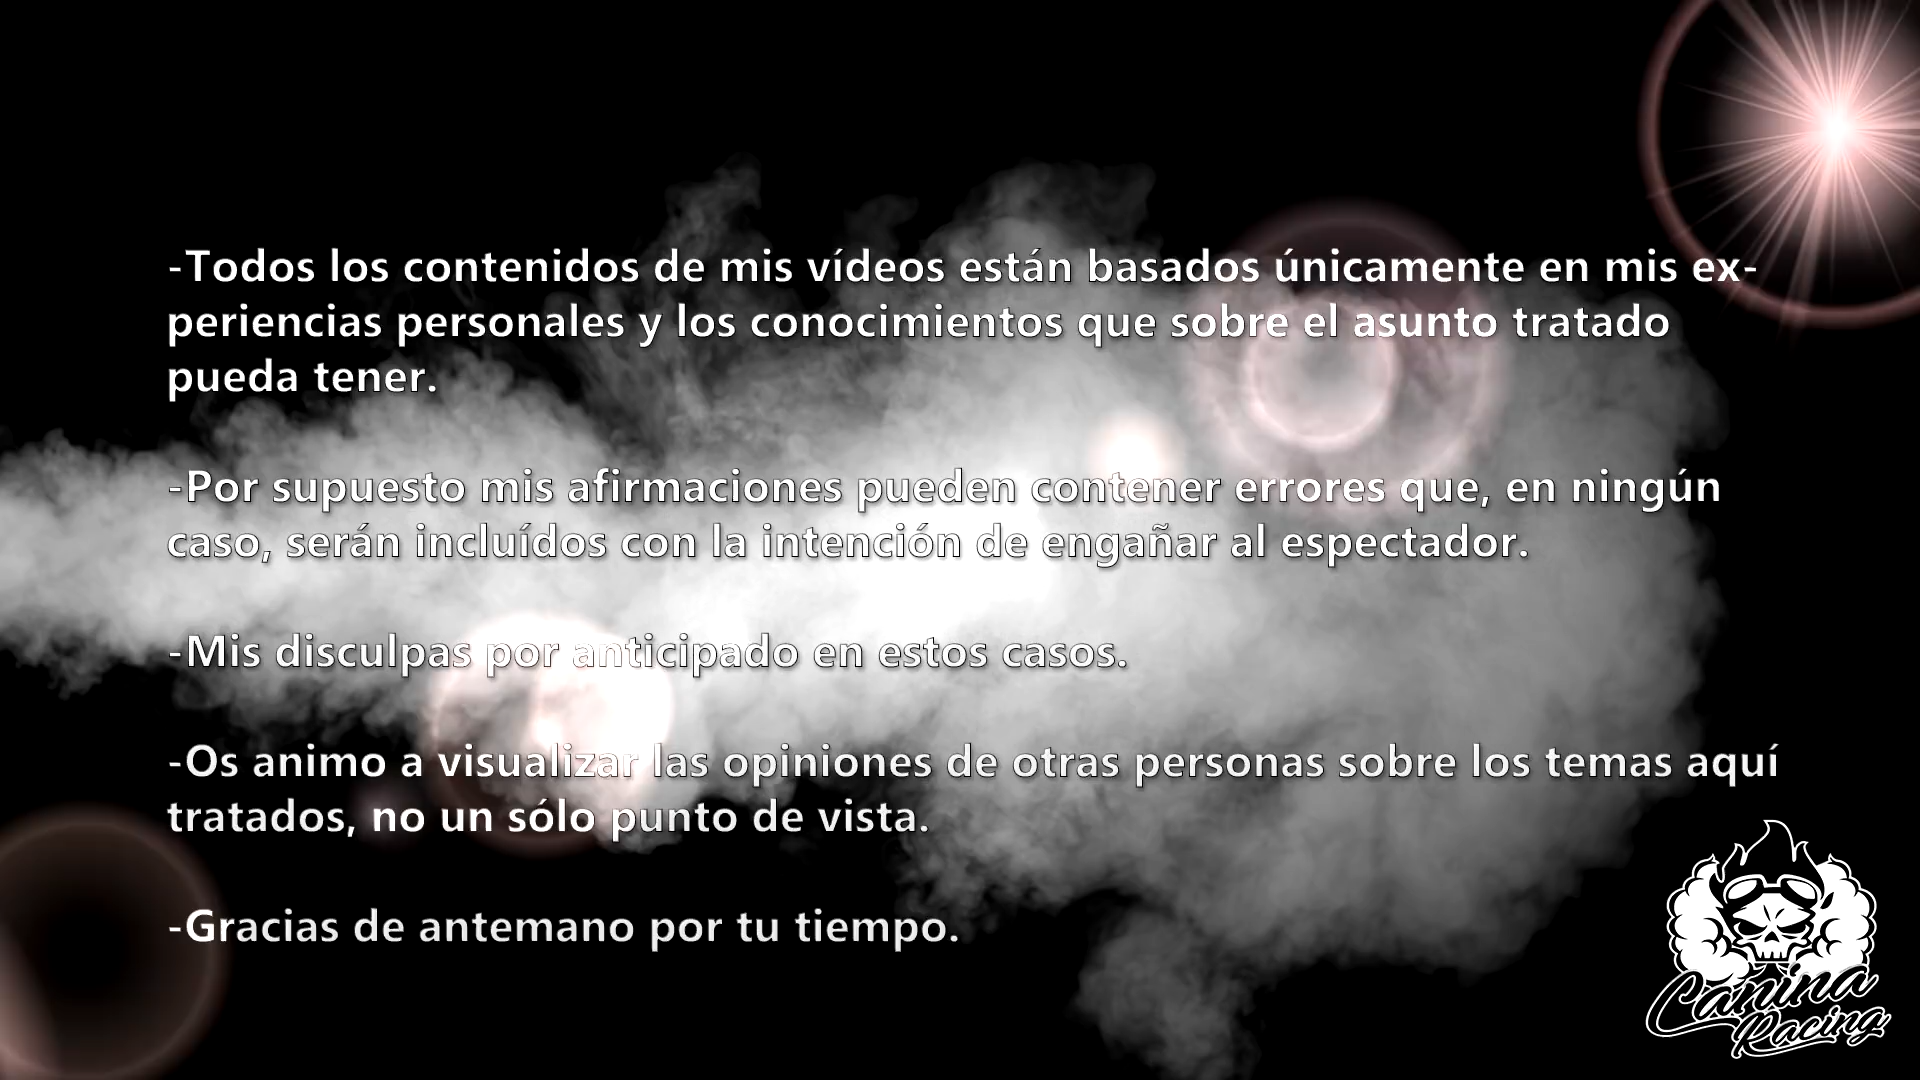 -Todos los contenidos de mis vídeos están basados únicamente en mis ex-
periencias personales y los conocimientos que sobre el asunto tratado
pueda tener.
-Por supuesto mis afirmaciones pueden contener errores que, en ningún
caso, serán incluídos con la intención de engañar al espectador.
-Mis disculpas por anticipado en estos casos.
-Os animo a visualizar las opiniones de otras personas sobre los temas aquí
tratados, no un sólo punto de vista.
-Gracias de antemano por tu tiempo.
Canina
Racing